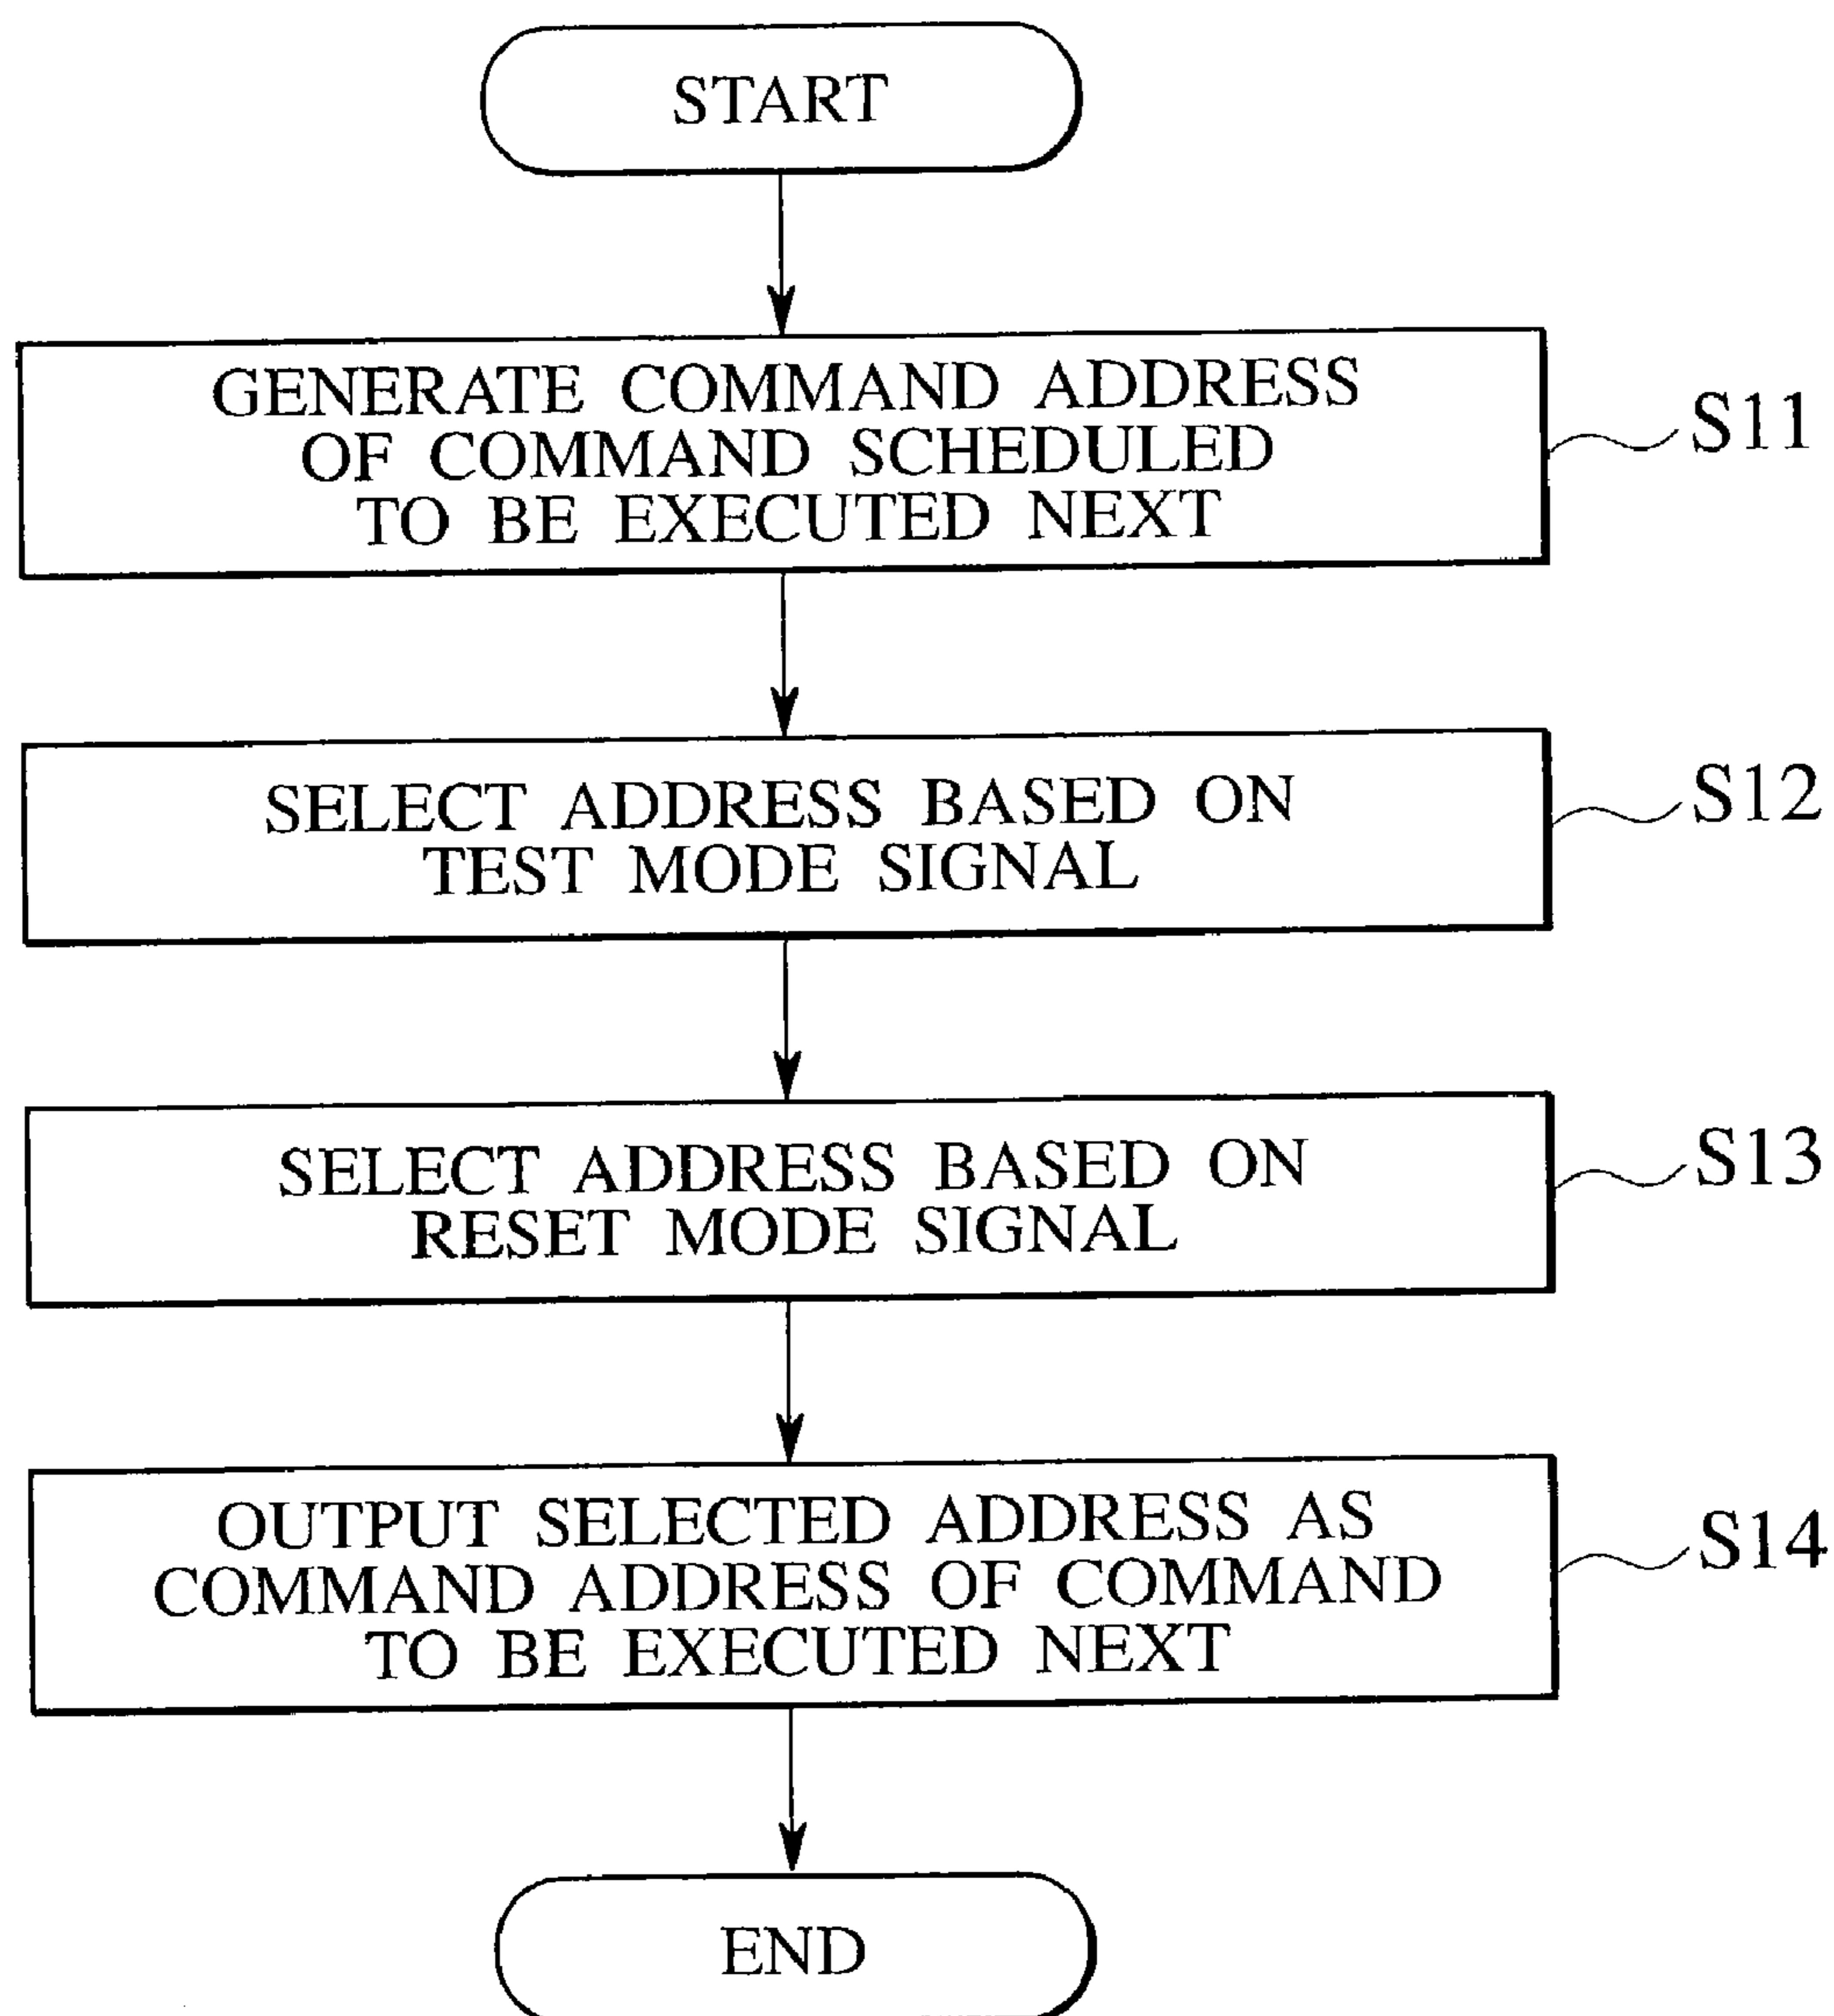 START
GENERATE COMMAND ADDRESS
OF COMMAND SCHEDULED
TO BE EXECUTED NEXT
S11
SELECT ADDRESS BASED ON
TEST MODE SIGNAL
S12
SELECT ADDRESS BASED ON
RESET MODE SIGNAL
S13
OUTPUT SELECTED ADDRESS AS
COMMAND ADDRESS OF COMMAND
TO BE EXECUTED NEXT
S14
END